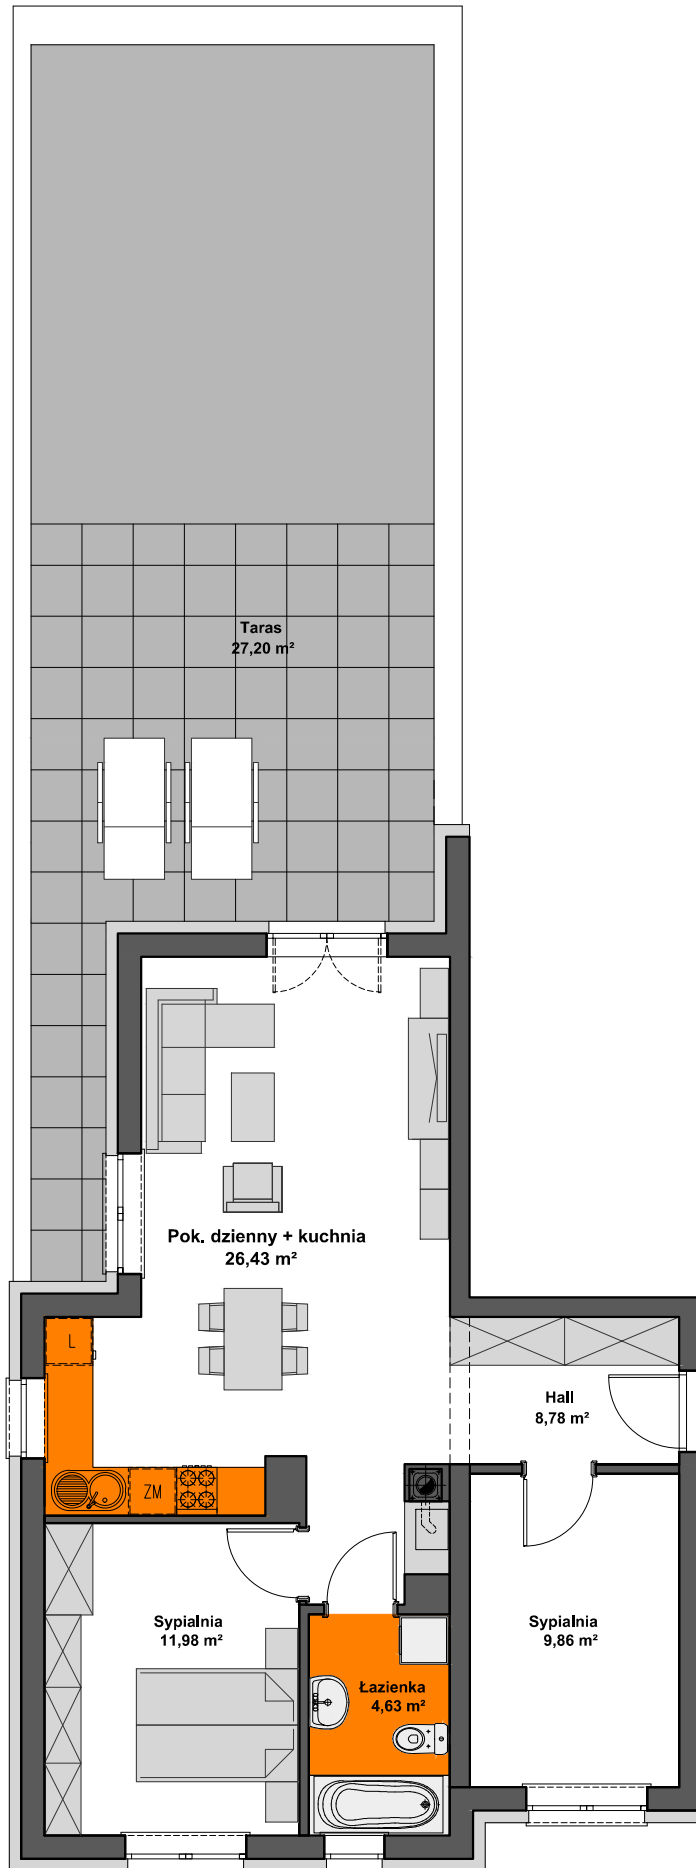 Taras
27,20 m²
Pok. dzienny + kuchnia
26,43 m²
L
Hall
8,78 m²
ZM
Sypialnia
11,98 m²
Sypialnia
9,86 m²
Łazienka
4,63 m²